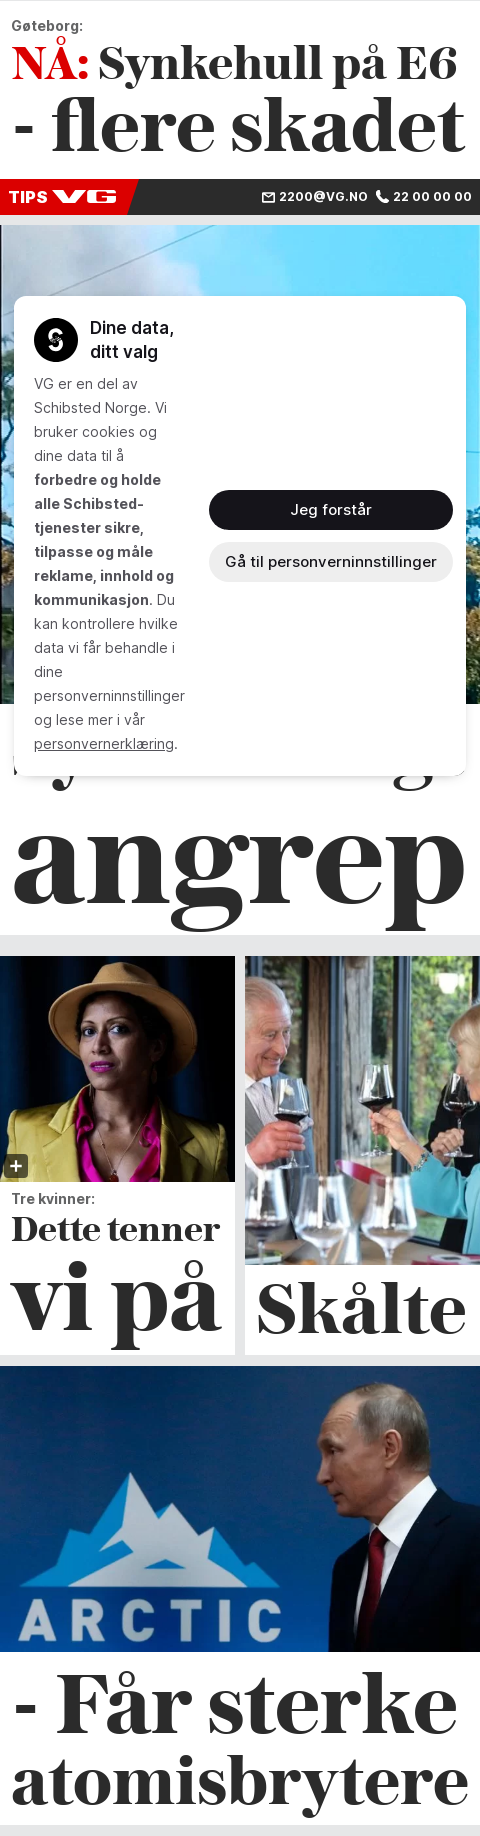 Gøteborg:
NÅ: Synkehull på E6
- flere skadet
TIPS VG 2200@VG.NO 22 00 00 00
Dine data,
ditt valg
VG er en del av
Schibsted Norge. Vi
bruker cookies og
dine data til å
forbedre og holde
alle Schibsted-
tjenester sikre,
tilpasse og måle
reklame, innhold og
kommunikasjon. Du
kan kontrollere hvilke
data vi får behandle i
dine
personverninnstillinger
og lese mer i vår
personvernerklæring.
Jeg forstår
Gå til personverninnstillinger
angrep
Tre kvinner:
Dette tenner
vi på
Skålte
ARCTIC
- Får sterke
atomisbrytere